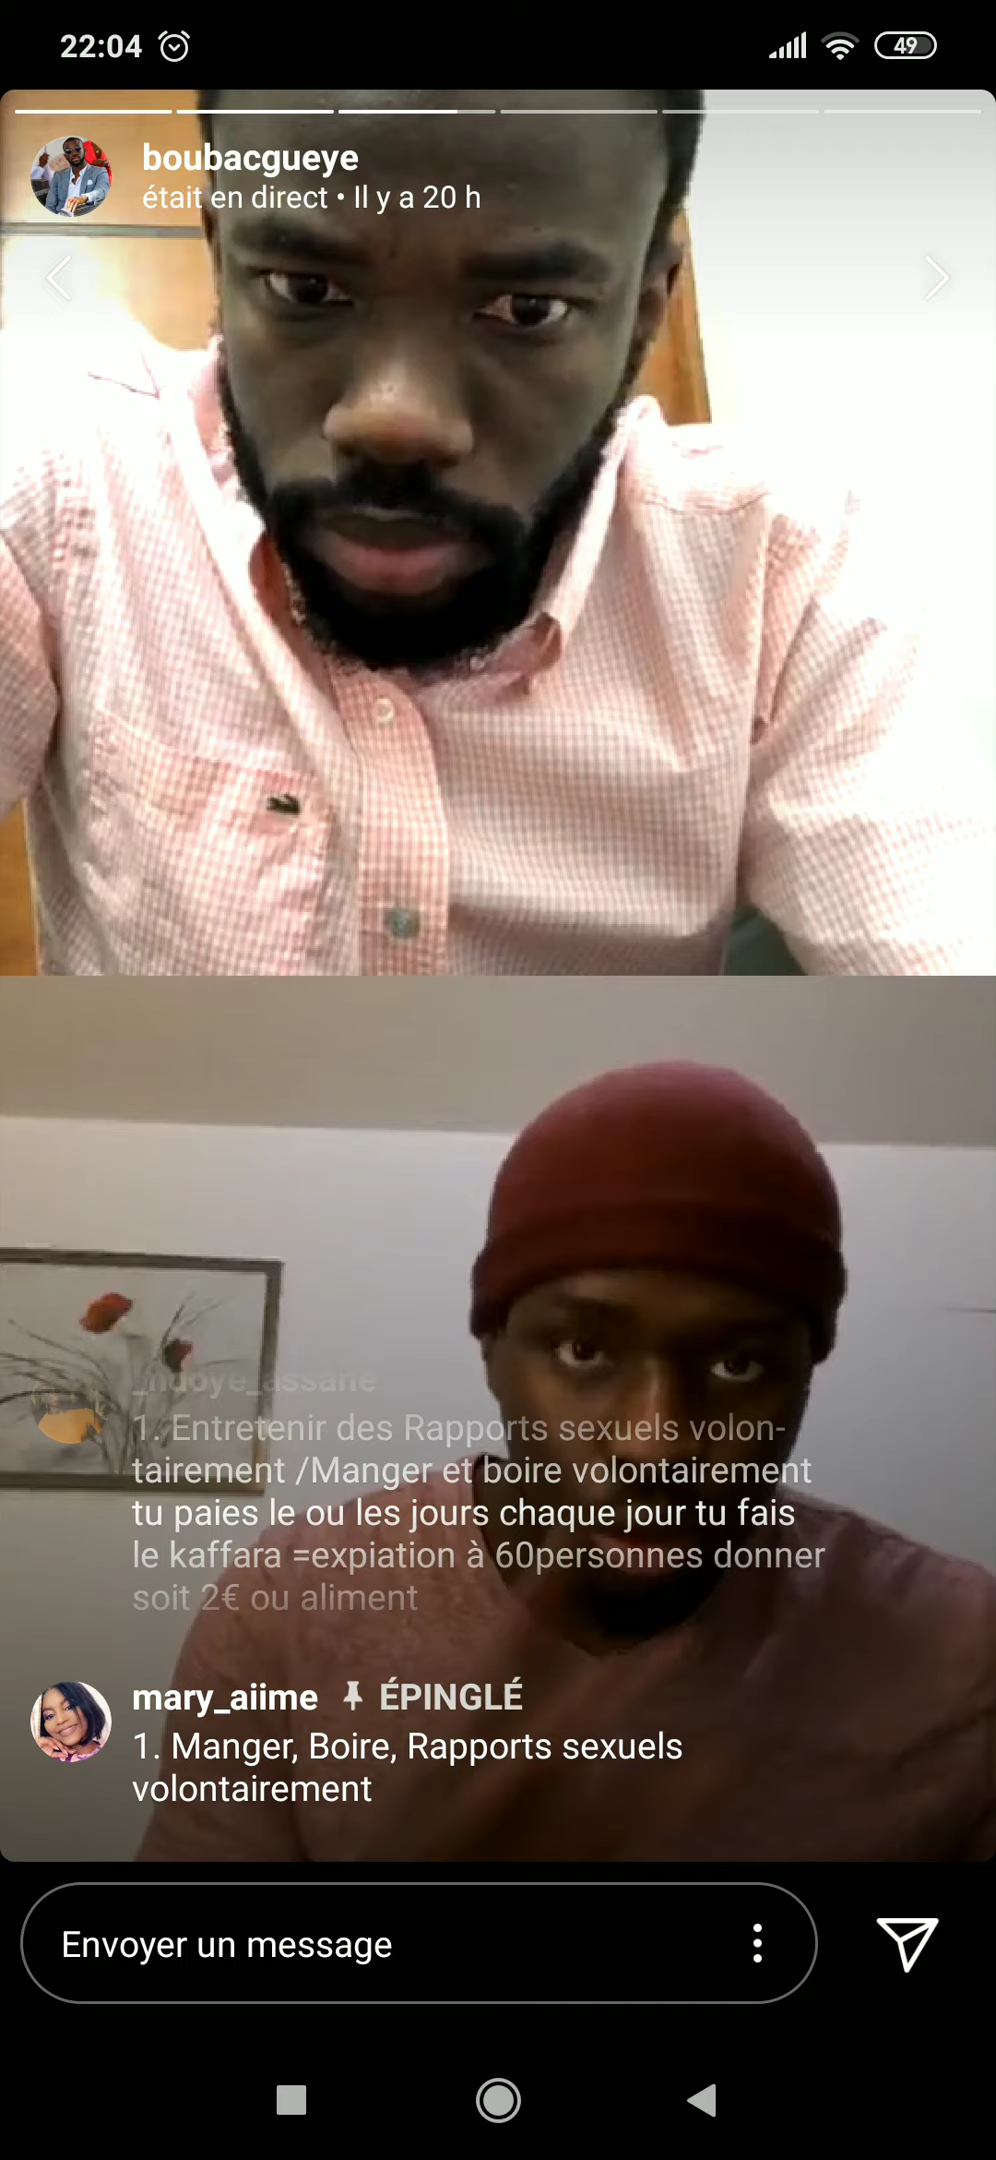 22:04
49
boubacgueye
était en direct • Il y a 20 h
_ndoye_assane
1. Entretenir des Rapports sexuels volon-
tairement /Manger et boire volontairement
tu paies le ou les jours chaque jour tu fais
le kaffara =expiation à 60personnes donner
soit 2€ ou aliment
mary_aiime ÉPINGLÉ
1. Manger, Boire, Rapports sexuels
volontairement
Envoyer un message